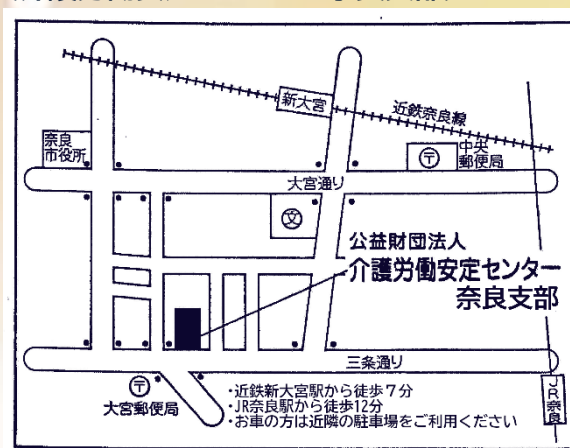 新大宮
近鉄奈良線
奈良
市役所
〒
中央
郵便局
大宮通り
文
公益財団法人
介護労働安定センター
奈良支部
三条通り
〒
大宮郵便局
・近鉄新大宮駅から徒歩7分
・JR奈良駅から徒歩12分
・お車の方は近隣の駐車場をご利用ください
JR奈良